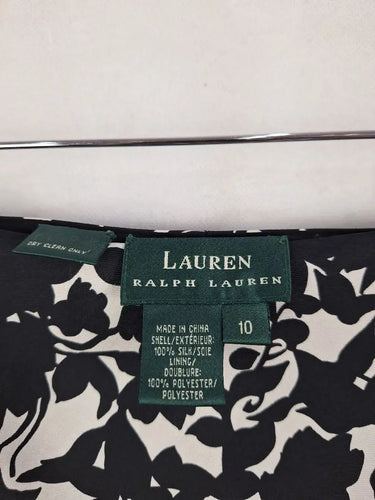 DRY CLEAN ONLY
LAUREN
RALPH LAUREN
MADE IN CHINA
SHELL/EXTÉRIEUR:
100% SILK/SOIE
LINING/
DOUBLURE:
100% POLYESTER/
POLYESTER
10